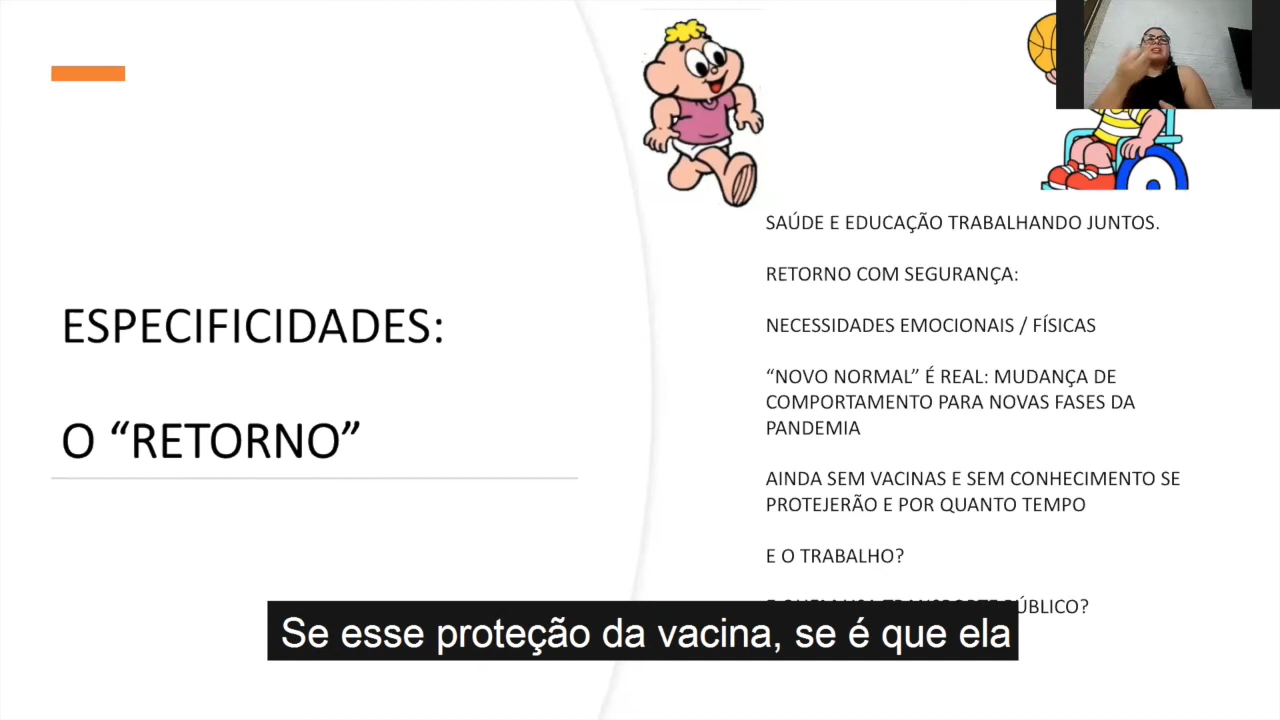 ESPECIFICIDADES:
O “RETORNO”
SAÚDE E EDUCAÇÃO TRABALHANDO JUNTOS.
RETORNO COM SEGURANÇA:
NECESSIDADES EMOCIONAIS / FÍSICAS
“NOVO NORMAL” É REAL: MUDANÇA DE
COMPORTAMENTO PARA NOVAS FASES DA
PANDEMIA
AINDA SEM VACINAS E SEM CONHECIMENTO SE
PROTEJERÃO E POR QUANTO TEMPO
E O TRABALHO?
PÚBLICO?
Se esse proteção da vacina, se é que ela